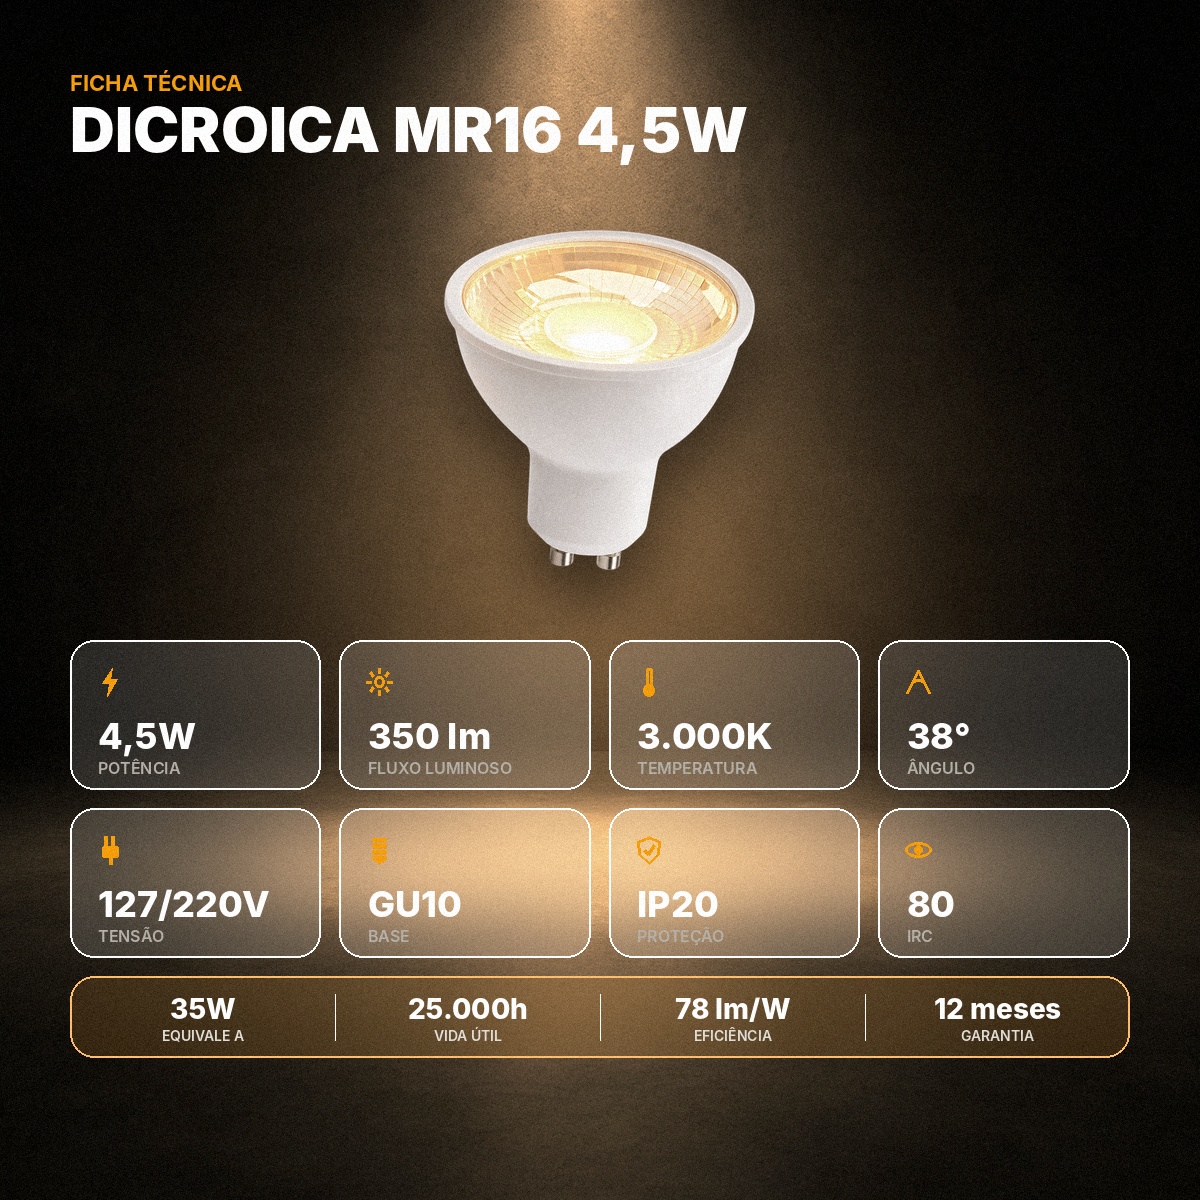 FICHA TÉCNICA
DICROICA MR16 4,5W
4,5W
POTÊNCIA
350 lm
FLUXO LUMINOSO
3.000K
TEMPERATURA
38°
ÂNGULO
127/220V
TENSÃO
GU10
BASE
IP20
PROTEÇÃO
80
IRC
35W
EQUIVALE A
25.000h
VIDA ÚTIL
78 lm/W
EFICIÊNCIA
12 meses
GARANTIA